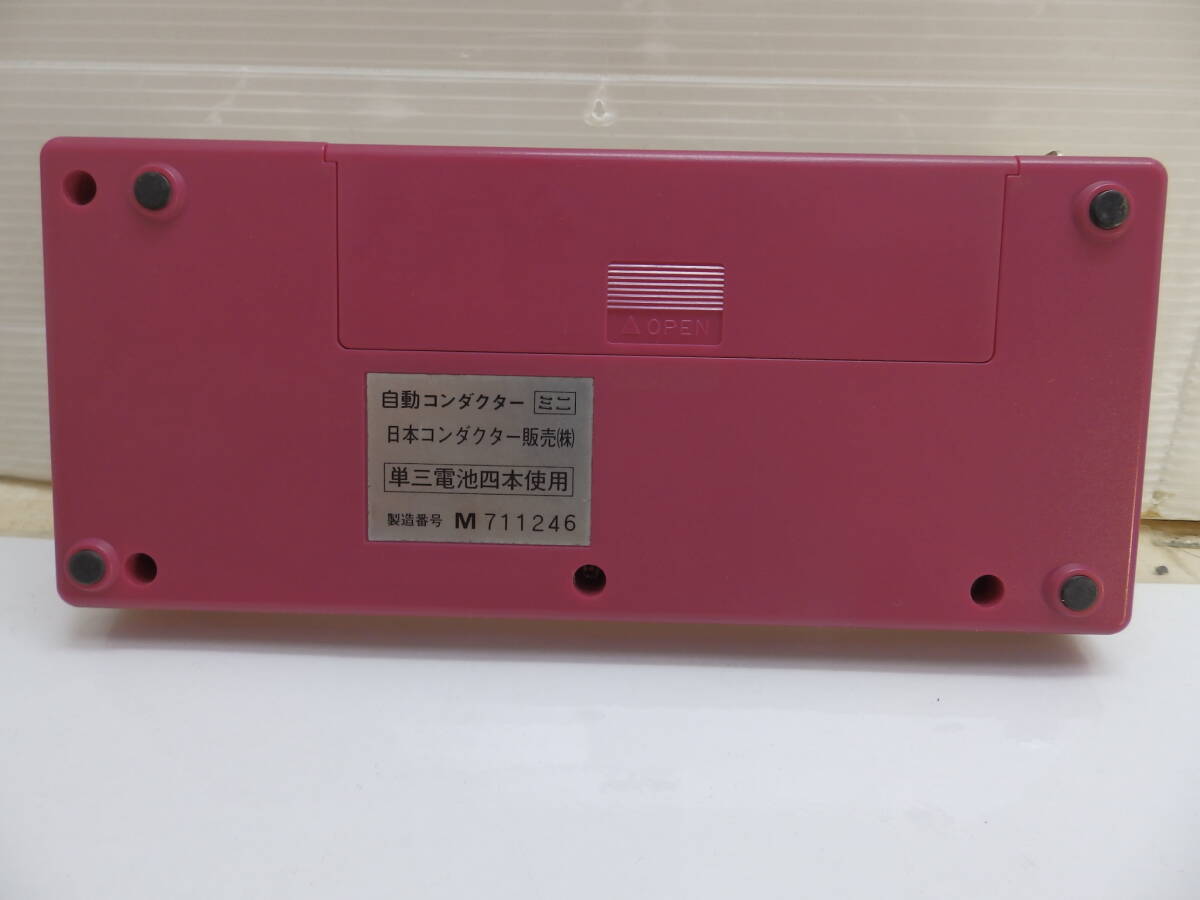 △ OPEN
自動コンダクター ミニ
日本コンダクター販売㈱
単三電池四本使用
製造番号 M 711246